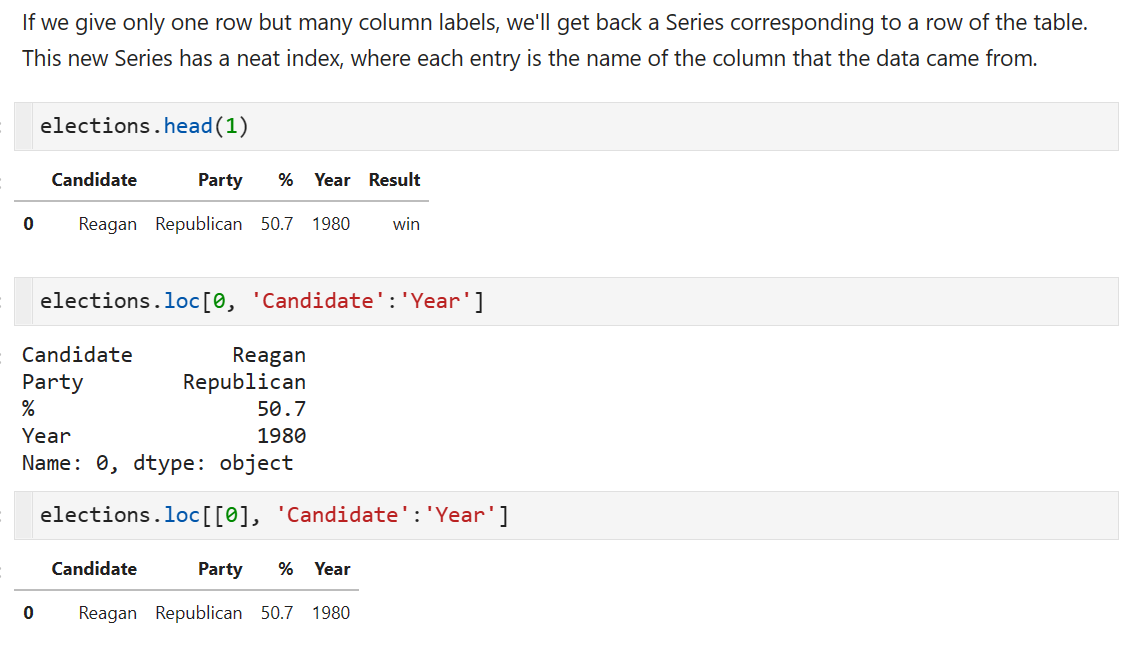 If we give only one row but many column labels, we'll get back a Series corresponding to a row of the table.
This new Series has a neat index, where each entry is the name of the column that the data came from.
elections.head(1)
Candidate Party % Year Result
0 Reagan Republican 50.7 1980 win
elections.loc[0, 'Candidate':'Year']
Candidate Reagan
Party Republican
% 50.7
Year 1980
Name: 0, dtype: object
elections.loc[[0], 'Candidate':'Year']
Candidate Party % Year
0 Reagan Republican 50.7 1980